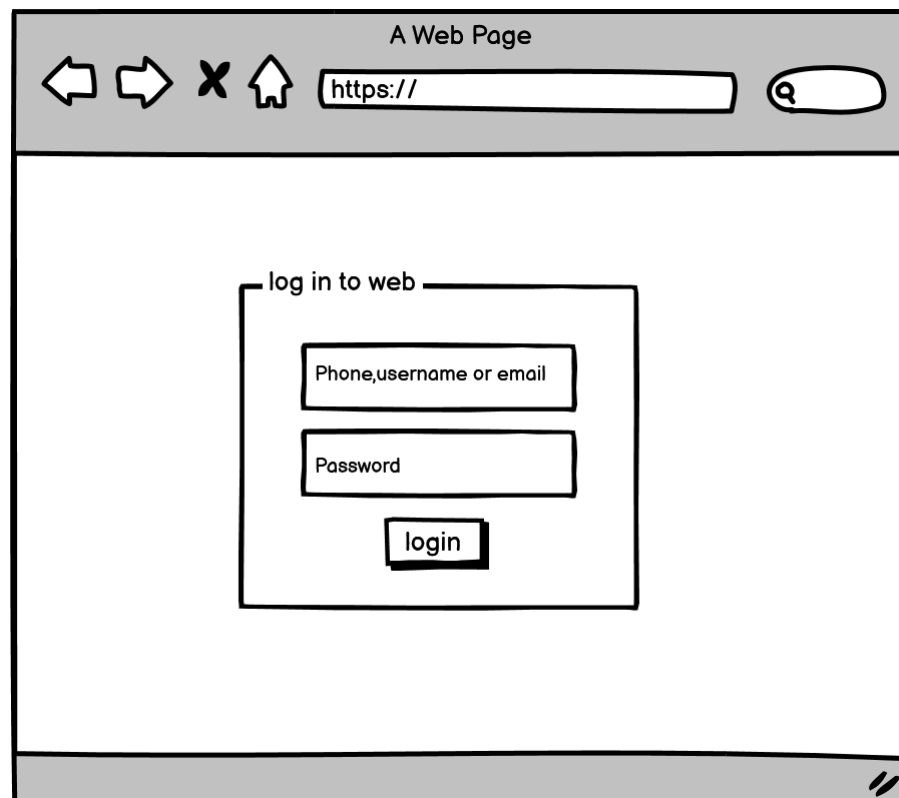 A Web Page
https://
log in to web
Phone,username or email
Password
login